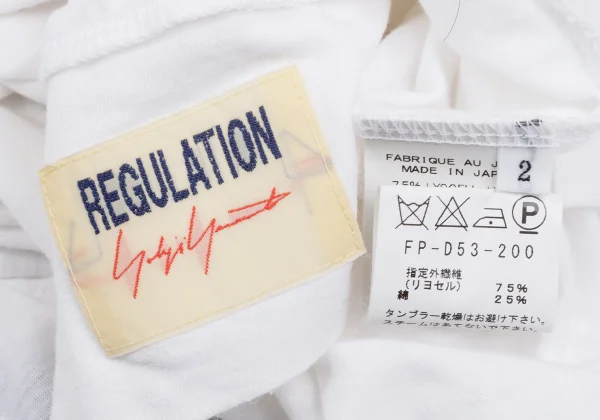 REGULATION
Yohji Yamamoto
FABRIQUE AU J
MADE IN JAP
2
75% LYOCELL
P
FP-D53-200
指定外繊維
(リヨセル) 75%
綿 25%
タンブラー乾燥はお避け下さい。
スチームはあてないで下さい。